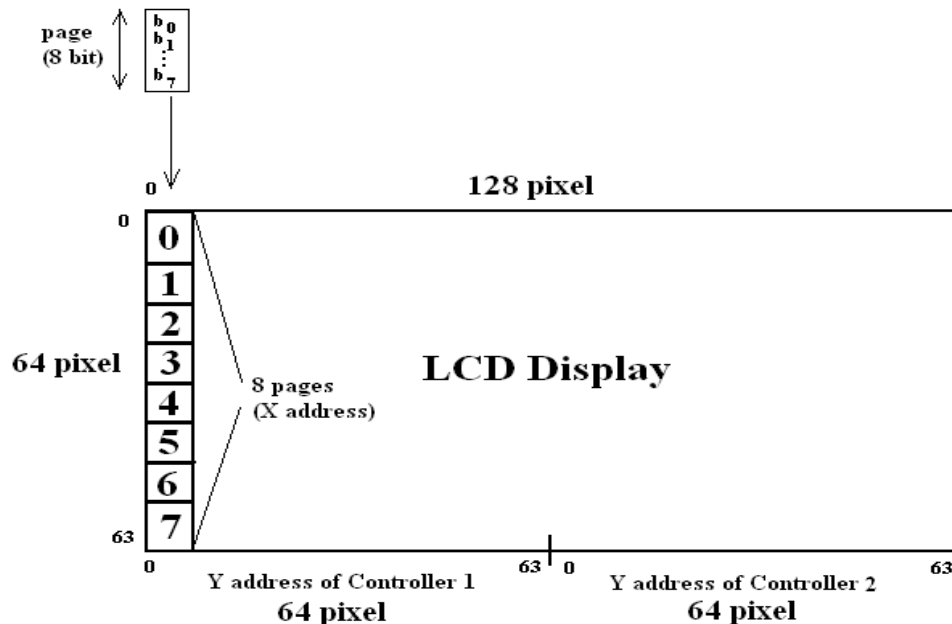 page
(8 bit)
b0
b1
⋮
b7
0
128 pixel
0
0
1
2
3
4
5
6
7
64 pixel
8 pages
(X address)
LCD Display
63
0
Y address of Controller 1
63
0
Y address of Controller 2
63
64 pixel
64 pixel